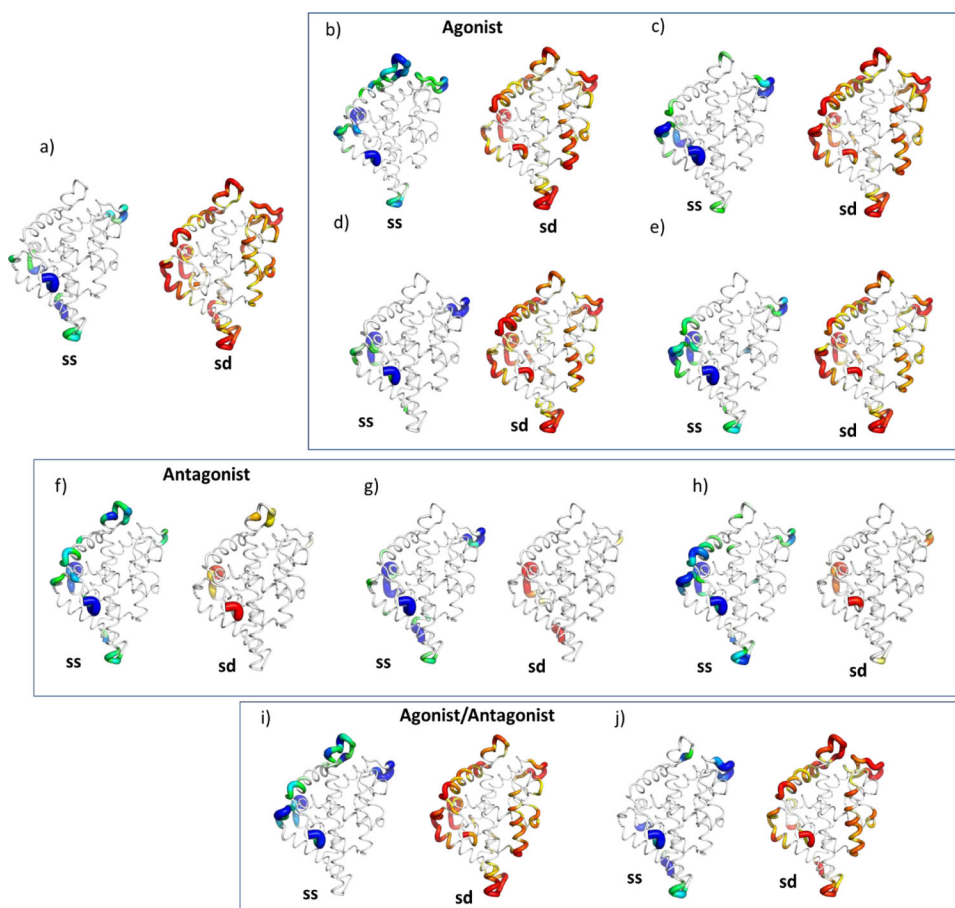 b) Agonist c)
a)
ss sd ss sd
d) e)
ss sd
ss sd ss sd
Antagonist
f) g) h)
ss sd ss sd ss sd
i) Agonist/Antagonist j)
ss sd ss sd